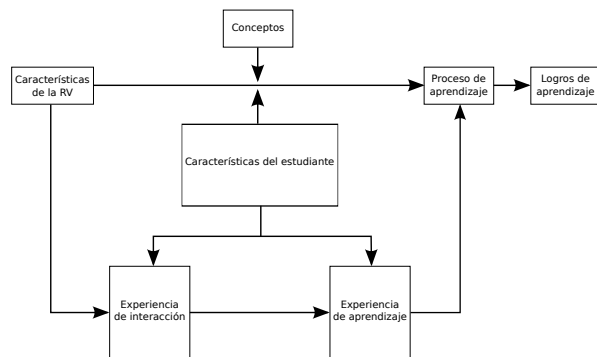 Conceptos
Características
de la RV
Proceso de
aprendizaje
Logros de
aprendizaje
Características del estudiante
Experiencia
de interacción
Experiencia
de aprendizaje